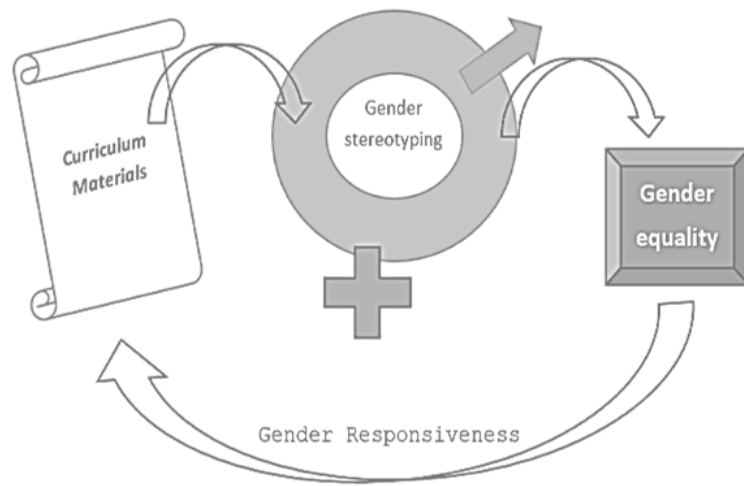 Curriculum
Materials
Gender
stereotyping
Gender
equality
Gender Responsiveness